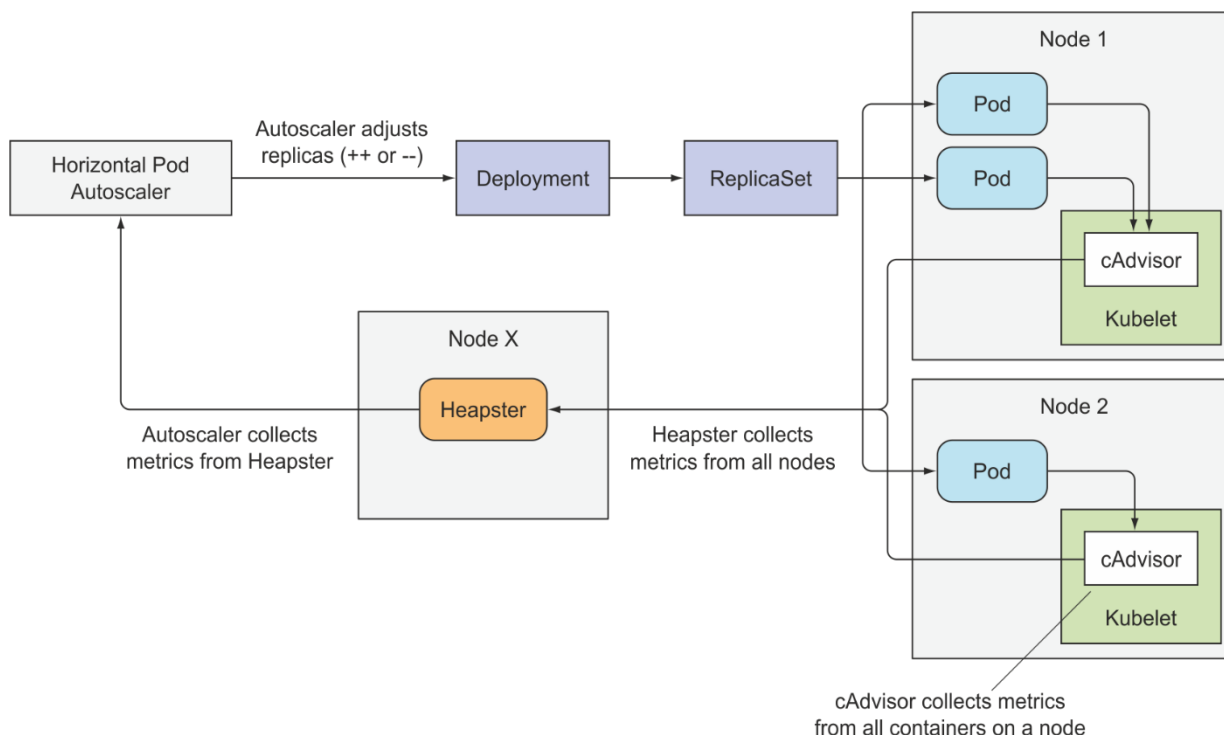 Node 1
Pod
Autoscaler adjusts
replicas (++ or --)
Horizontal Pod
Autoscaler
Deployment
ReplicaSet
Pod
cAdvisor
Kubelet
Node X
Heapster
Autoscaler collects
metrics from Heapster
Heapster collects
metrics from all nodes
Node 2
Pod
cAdvisor
Kubelet
cAdvisor collects metrics
from all containers on a node